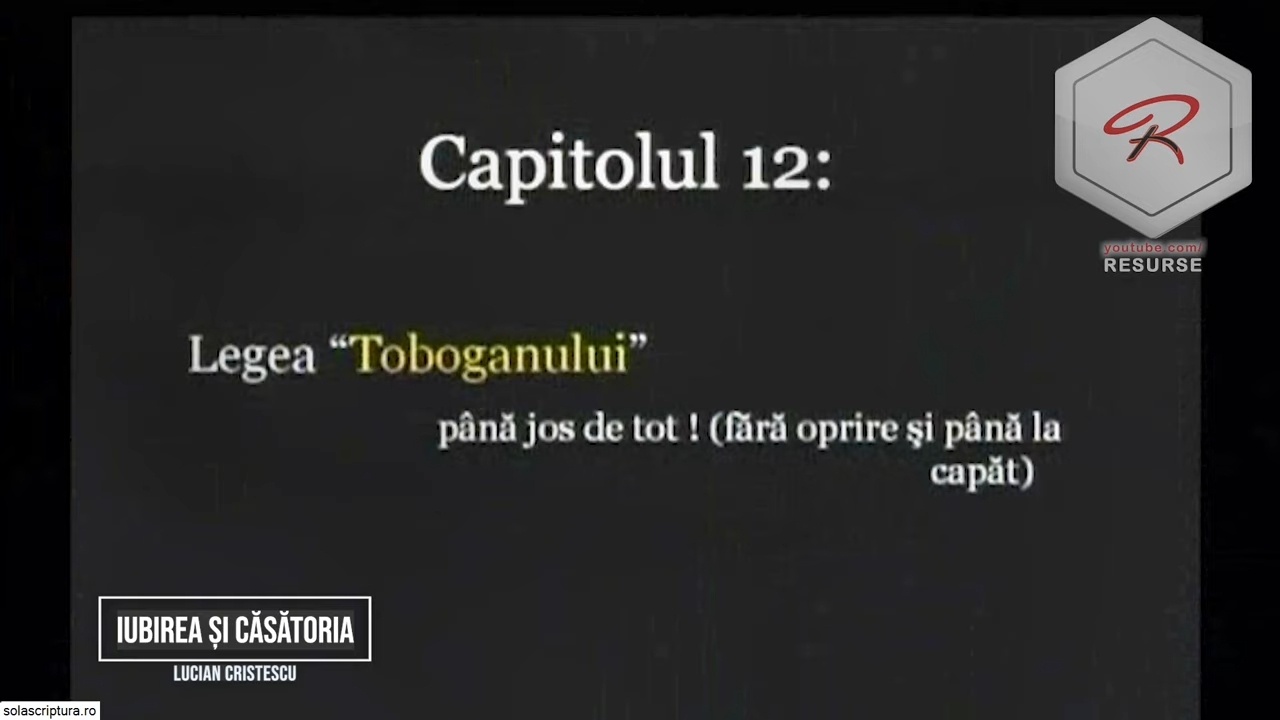 Capitolul 12:
youtube.com/
RESURSE
Legea “Toboganului”
până jos de tot ! (fără oprire şi până la
capăt)
IUBIREA ȘI CĂSĂTORIA
LUCIAN CRISTESCU
solascriptura.ro